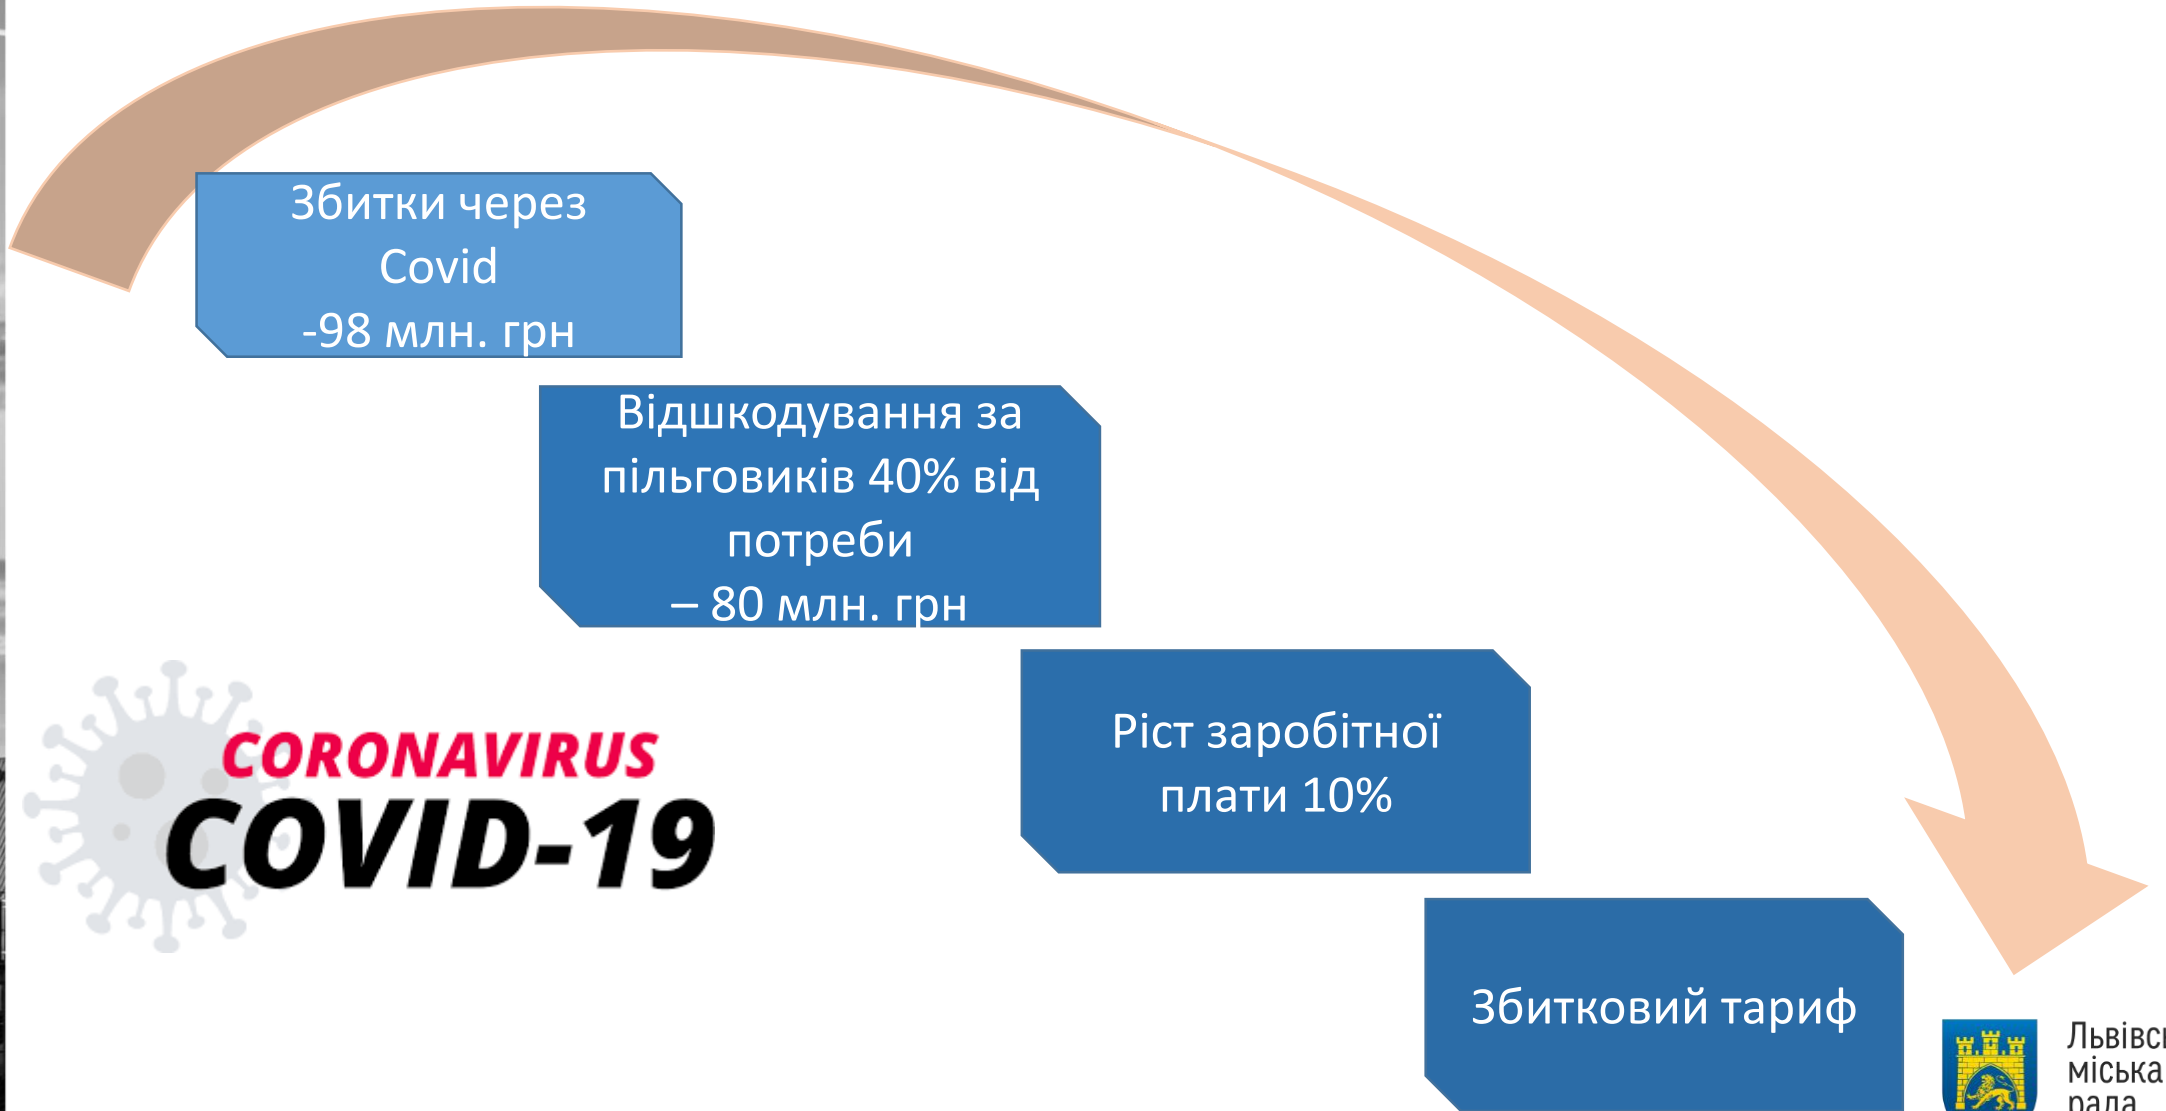 Збитки через
Covid
-98 млн. грн
Відшкодування за
пільговиків 40% від
потреби
– 80 млн. грн
CORONAVIRUS
COVID-19
Ріст заробітної
плати 10%
Збитковий тариф
міська
рада